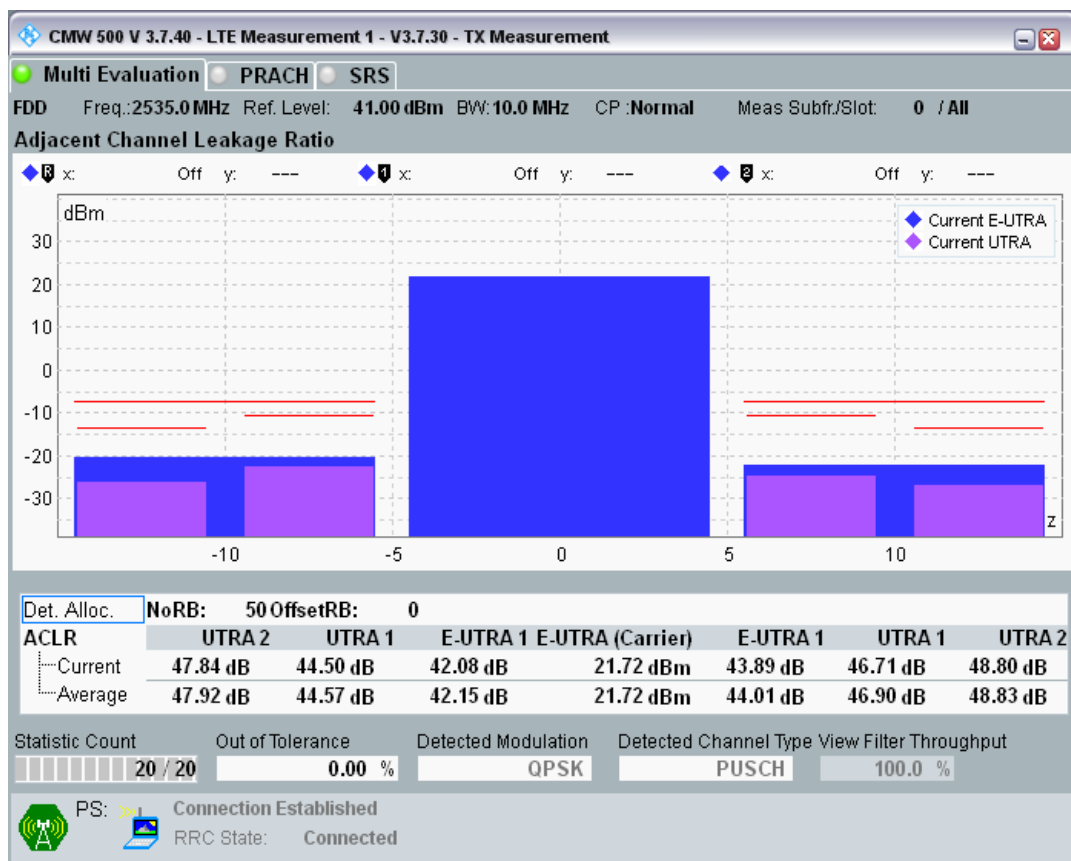 CMW 500 V 3.7.40 - LTE Measurement 1 - V3.7.30 - TX Measurement
Multi Evaluation PRACH SRS
FDD Freq.:2535.0 MHz Ref. Level: 41.00 dBm BW:10.0 MHz CP :Normal Meas Subfr./Slot: 0 / All
Adjacent Channel Leakage Ratio
R x: Off y: --- 1 x: Off y: --- 2 x: Off y: ---
dBm
Current E-UTRA
Current UTRA
30
20
10
0
-10
-20
-30
z
-10 -5 0 5 10
Det. Alloc. NoRB: 50 OffsetRB: 0
ACLR UTRA 2 UTRA 1 E-UTRA 1 E-UTRA (Carrier) E-UTRA 1 UTRA 1 UTRA 2
Current 47.84 dB 44.50 dB 42.08 dB 21.72 dBm 43.89 dB 46.71 dB 48.80 dB
Average 47.92 dB 44.57 dB 42.15 dB 21.72 dBm 44.01 dB 46.90 dB 48.83 dB
Statistic Count Out of Tolerance Detected Modulation Detected Channel Type View Filter Throughput
20 / 20 0.00 % QPSK PUSCH 100.0 %
PS: Connection Established
RRC State: Connected